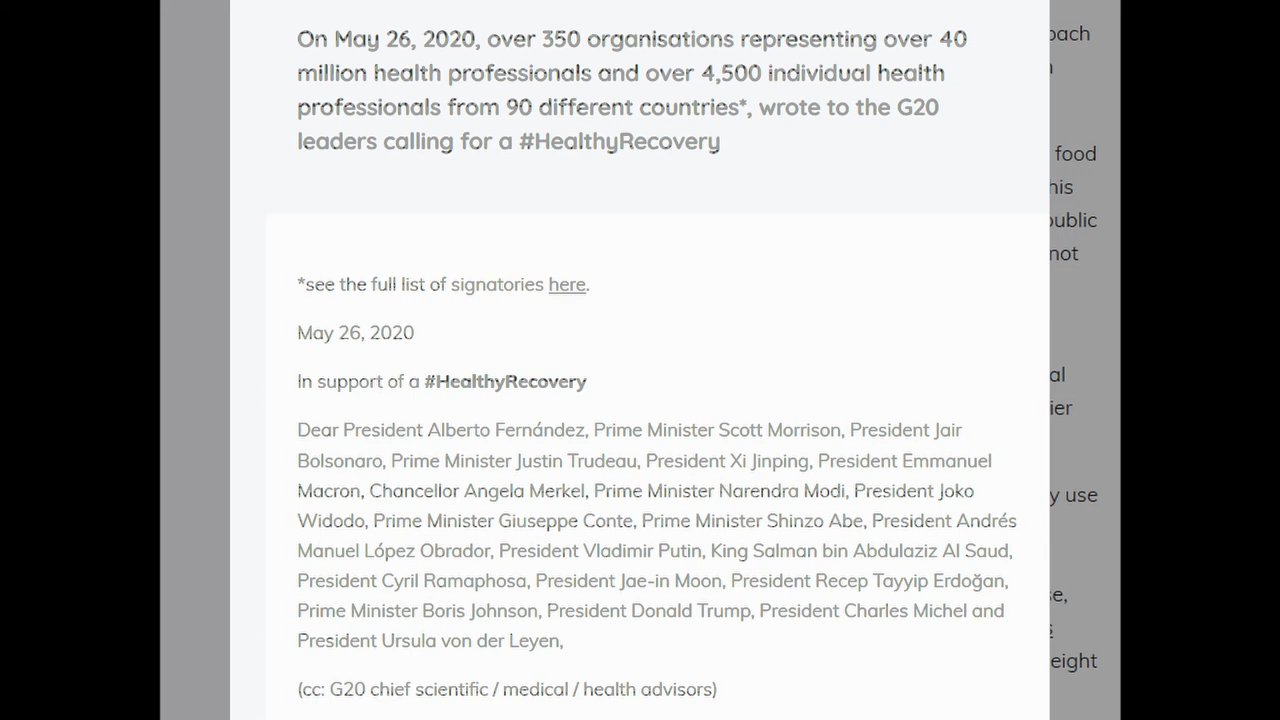 On May 26, 2020, over 350 organisations representing over 40
million health professionals and over 4,500 individual health
professionals from 90 different countries*, wrote to the G20
leaders calling for a #HealthyRecovery
*see the full list of signatories here.
May 26, 2020
In support of a #HealthyRecovery
Dear President Alberto Fernández, Prime Minister Scott Morrison, President Jair
Bolsonaro, Prime Minister Justin Trudeau, President Xi Jinping, President Emmanuel
Macron, Chancellor Angela Merkel, Prime Minister Narendra Modi, President Joko
Widodo, Prime Minister Giuseppe Conte, Prime Minister Shinzo Abe, President Andrés
Manuel López Obrador, President Vladimir Putin, King Salman bin Abdulaziz Al Saud,
President Cyril Ramaphosa, President Jae-in Moon, President Recep Tayyip Erdoğan,
Prime Minister Boris Johnson, President Donald Trump, President Charles Michel and
President Ursula von der Leyen,
(cc: G20 chief scientific / medical / health advisors)
food
public
not
use